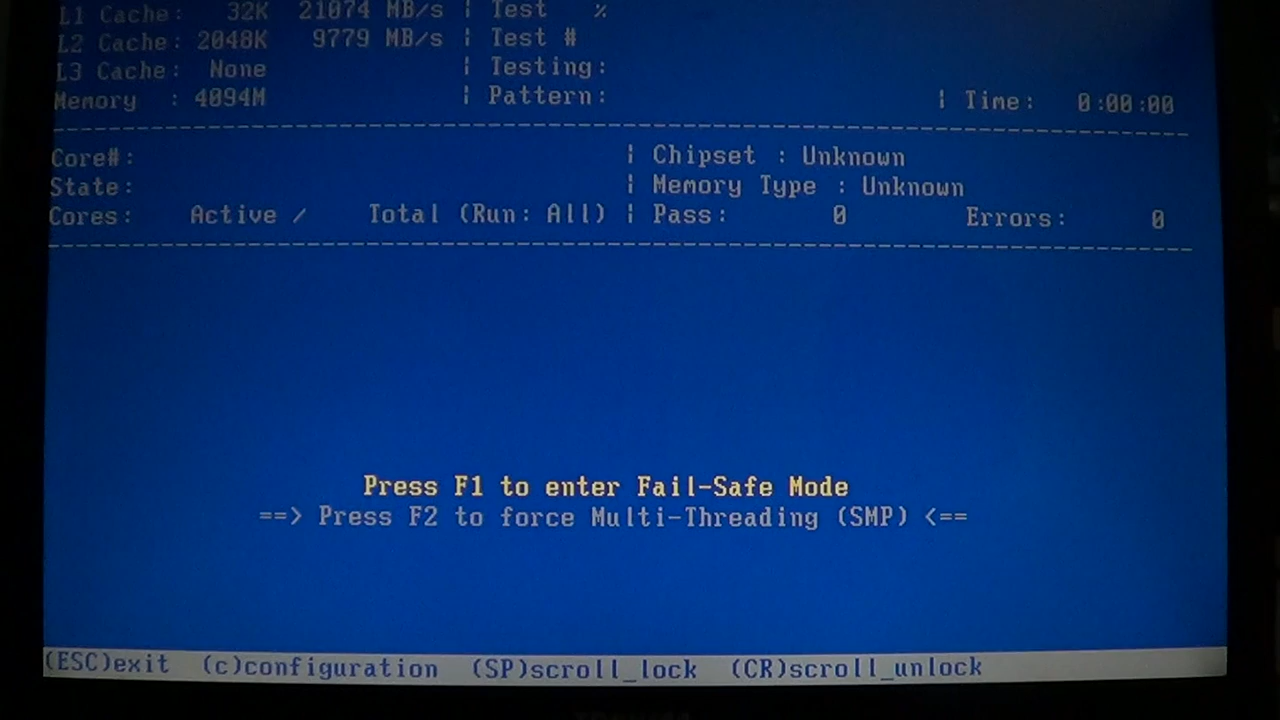 L1 Cache: 32K 21074 MB/s | Test %
L2 Cache: 2048K 9779 MB/s | Test #
L3 Cache: None | Testing:
Memory : 4094M | Pattern: | Time: 0:00:00
Core#: | Chipset : Unknown
State: | Memory Type : Unknown
Cores: Active / Total (Run: All) | Pass: 0 Errors: 0
Press F1 to enter Fail-Safe Mode
==> Press F2 to force Multi-Threading (SMP) <==
(ESC)exit (c)configuration (SP)scroll_lock (CR)scroll_unlock